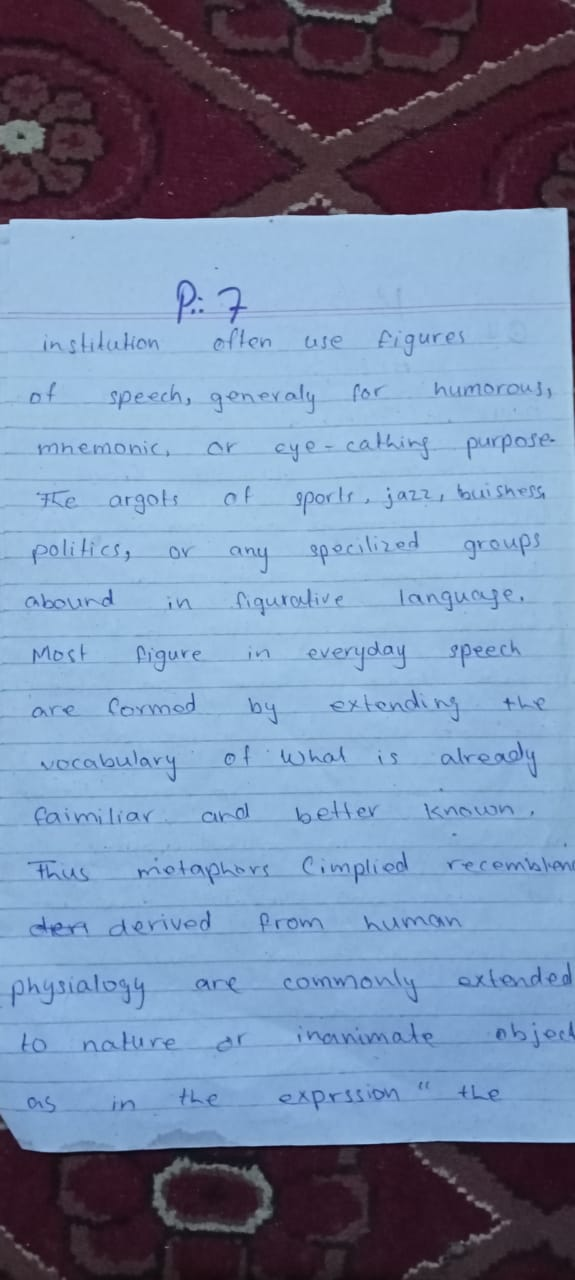 P.: 7
institution often use figures
of speech, generaly for humorous,
mnemonic, or eye-cathing purpose.
The argots of sports, jazz, buisness,
politics, or any specilized groups
abound in figurative language.
Most figure in everyday speech
are formed by extending the
vocabulary of what is already
faimiliar and better known.
Thus metaphors (implied recemblen
derived from human
physialogy are commonly extended
to nature or inanimate object
as in the exprssion " the